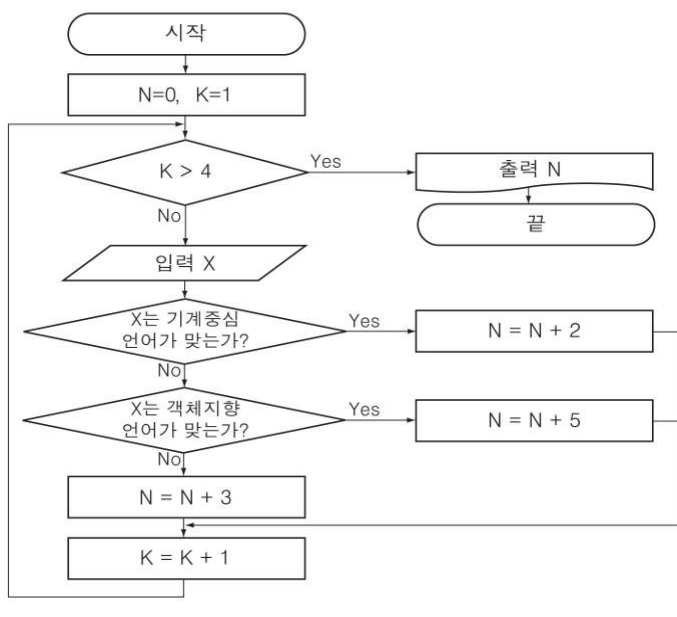 시작
N=0, K=1
K > 4
Yes
출력 N
No
끝
입력 X
X는 기계중심
언어가 맞는가?
Yes
N = N + 2
No
X는 객체지향
언어가 맞는가?
Yes
N = N + 5
No
N = N + 3
K = K + 1